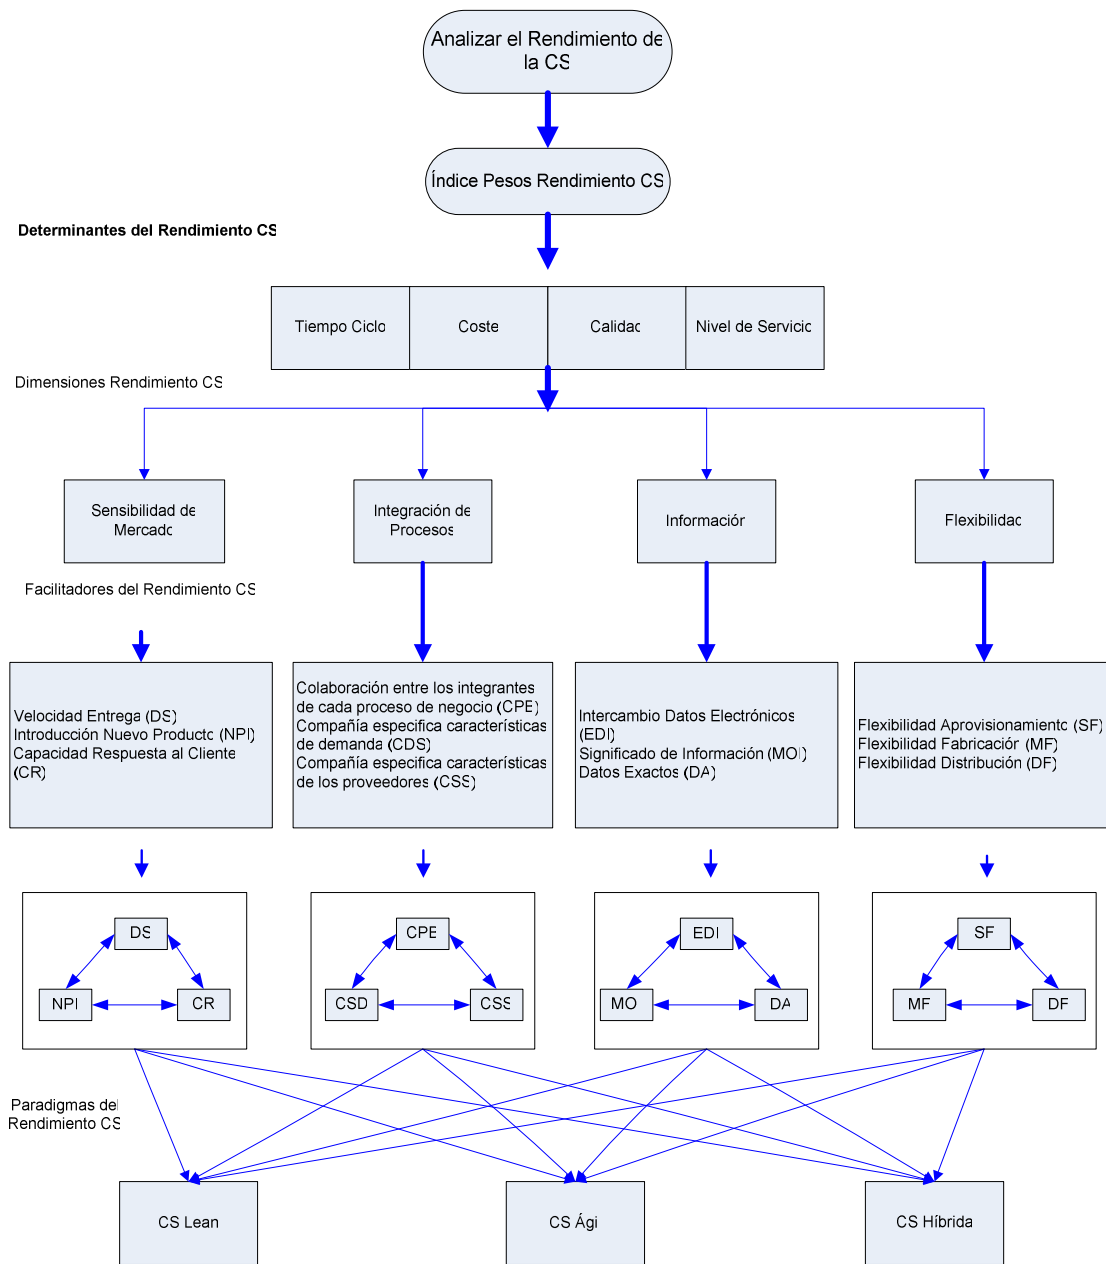 Analizar el Rendimiento de
la CS
Índice Pesos Rendimiento CS
Determinantes del Rendimiento CS
Tiempo Ciclo
Coste
Calidad
Nivel de Servicio
Dimensiones Rendimiento CS
Sensibilidad de
Mercado
Integración de
Procesos
Información
Flexibilidad
Facilitadores del Rendimiento CS
Velocidad Entrega (DS)
Introducción Nuevo Producto (NPI)
Capacidad Respuesta al Cliente
(CR)
Colaboración entre los integrantes
de cada proceso de negocio (CPE)
Compañía especifica características
de demanda (CDS)
Compañía especifica características
de los proveedores (CSS)
Intercambio Datos Electrónicos
(EDI)
Significado de Información (MOI)
Datos Exactos (DA)
Flexibilidad Aprovisionamiento (SF)
Flexibilidad Fabricación (MF)
Flexibilidad Distribución (DF)
DS
NPI
CR
CPE
CSD
CSS
EDI
MO
DA
SF
MF
DF
Paradigmas del
Rendimiento CS
CS Lean
CS Ági
CS Híbrida